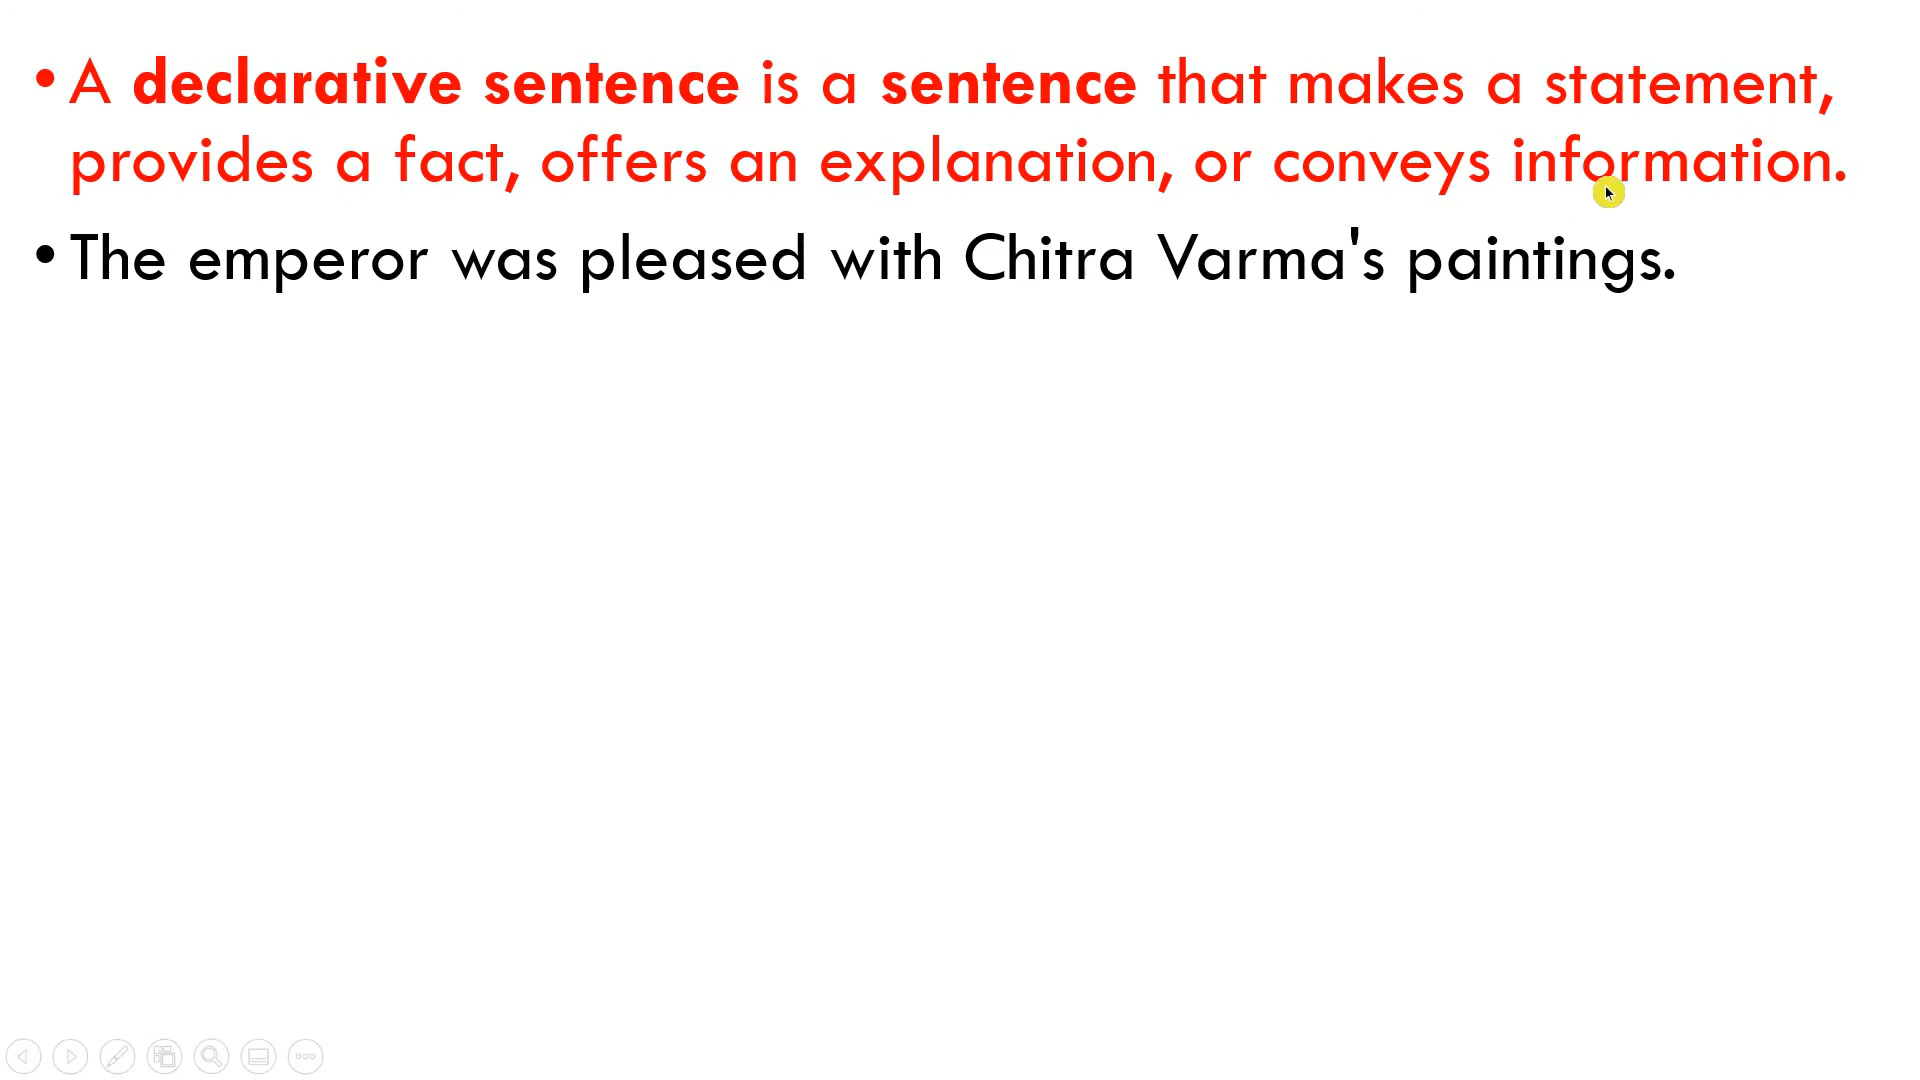 • A declarative sentence is a sentence that makes a statement,
provides a fact, offers an explanation, or conveys information.
• The emperor was pleased with Chitra Varma's paintings.